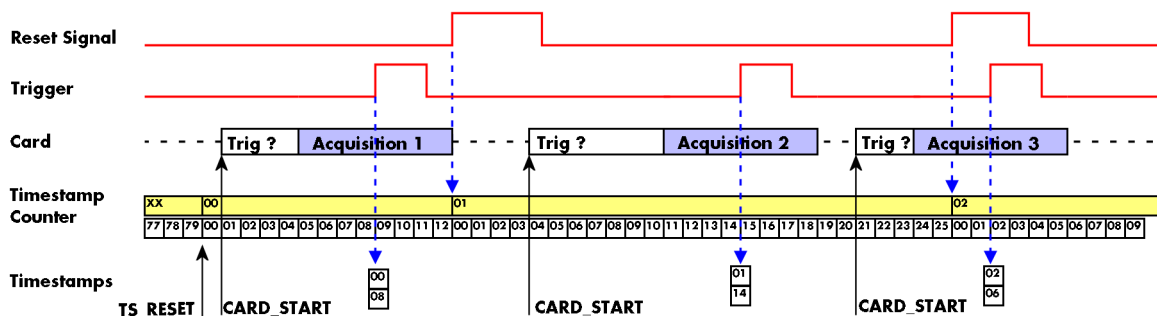 Reset Signal
Trigger
Card
Trig ? Acquisition 1 Trig ? Acquisition 2 Trig ? Acquisition 3
Timestamp
Counter
XX 00 01 02
77 78 79 00 01 02 03 04 05 06 07 08 09 10 11 12 00 01 02 03 04 05 06 07 08 09 10 11 12 13 14 15 16 17 18 19 20 21 22 23 24 25 00 01 02 03 04 05 06 07 08 09
Timestamps
00 01 02
08 14 06
TS_RESET CARD_START CARD_START CARD_START